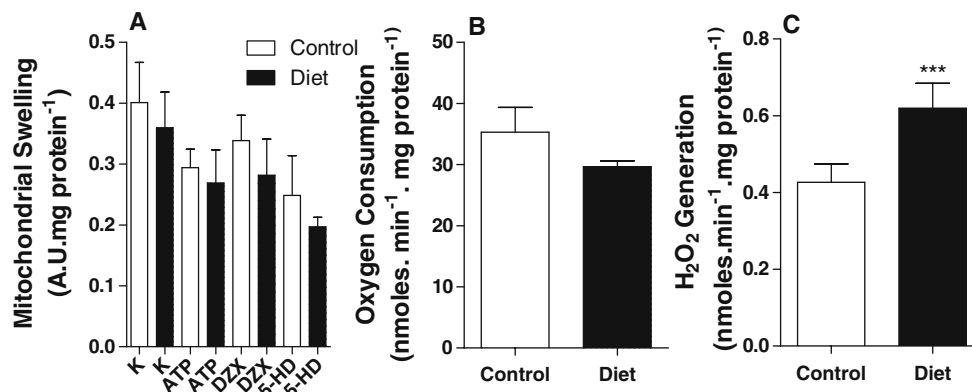 A
Mitochondrial Swelling
(A.U.mg protein⁻¹)
0.5
0.4
0.3
0.2
0.1
0.0
Control
Diet
K
K
ATP
ATP
DZX
DZX
5-HD
5-HD
B
Oxygen Consumption
(nmoles. min⁻¹. mg protein⁻¹)
50
40
30
20
10
0
Control
Diet
C
H₂O₂ Generation
(nmoles.min⁻¹.mg protein⁻¹)
0.8
0.6
0.4
0.2
0.0
***
Control
Diet